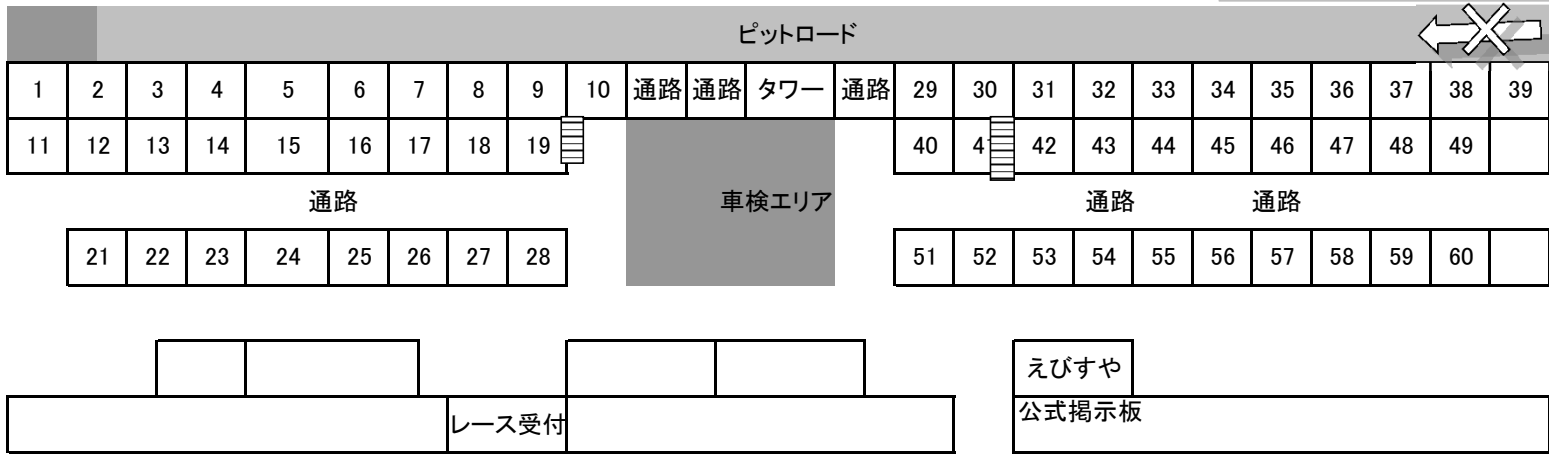 ピットロード
1 2 3 4 5 6 7 8 9 10 通路 通路 タワー 通路 29 30 31 32 33 34 35 36 37 38 39
11 12 13 14 15 16 17 18 19 40 42 43 44 45 46 47 48 49
通路 車検エリア 通路 通路
21 22 23 24 25 26 27 28 51 52 53 54 55 56 57 58 59 60
えびすや
レース受付 公式掲示板